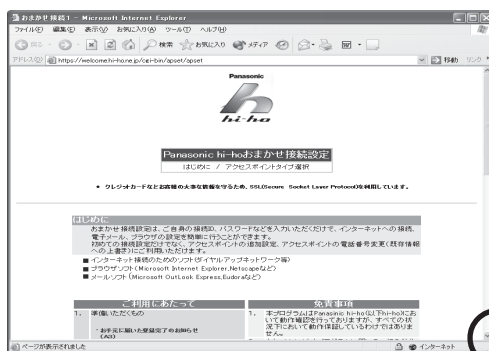 おまかせ接続1 - Microsoft Internet Explorer
ファイル(F) 編集(E) 表示(V) お気に入り(A) ツール(T) ヘルプ(H)
戻る 検索 お気に入り メディア
アドレス(D) https://welcome.hi-ho.ne.jp/cgi-bin/apset/apset 移動 リンク
Panasonic
hi-ho
Panasonic hi-hoおまかせ接続設定
はじめに / アクセスポイントタイプ選択
• クレジットカードなどお客様の大事な情報を守るため、SSL(Secure Socket Layer Protocol)を利用しています。
はじめに
おまかせ接続設定は、ご自身の接続ID、パスワードなどを入力いただくだけで、インターネットへの接続、
電子メール、ブラウザの設定を簡単に行うことができます。
初めての接続設定だけでなく、アクセスポイントの追加設定、アクセスポイントの電話番号変更(既存情報
への上書き)にご利用いただけます。
■ インターネット接続のためのソフト(ダイヤルアップネットワーク等)
■ ブラウザソフト(Microsoft Internet Explorer,Netscapeなど)
■ メールソフト(Microsoft OutLook Express,Eudoraなど)
ご利用にあたって
1. 準備いただくもの
・お手元に届いた登録完了のお知らせ
(A4)
免責事項
1. 本プログラムはPanasonic hi-ho(以下hi-ho)にお
いて動作確認を行ってありますが、すべての状
況下において動作保証しているわけではありま
せん。
ページが表示されました インターネット